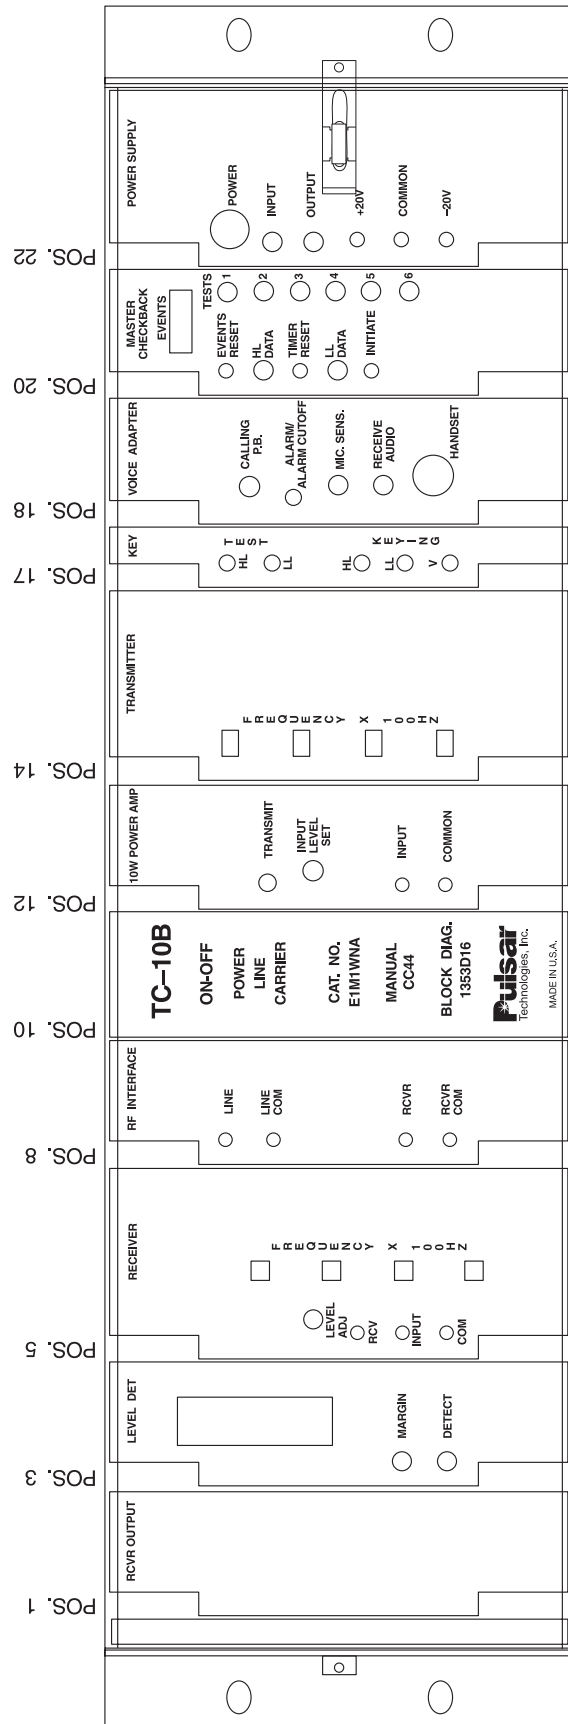 POS. 22
POWER SUPPLY
POWER
INPUT
OUTPUT
+20V
COMMON
–20V
POS. 20
MASTER
CHECKBACK
EVENTS
TESTS
1
2
3
4
5
6
EVENTS
RESET
HL
DATA
TIMER
RESET
LL
DATA
INITIATE
POS. 18
VOICE ADAPTER
CALLING
P.B.
ALARM/
ALARM CUTOFF
MIC. SENS.
RECEIVE
AUDIO
HANDSET
POS. 17
KEY
TEST
HL
LL
KEYING
HL
LL
V
POS. 14
TRANSMITTER
FREQUENCY X 100HZ
POS. 12
10W POWER AMP
TRANSMIT
INPUT
LEVEL
SET
INPUT
COMMON
POS. 10
TC–10B
ON-OFF
POWER
LINE
CARRIER
CAT. NO.
E1M1WNA
MANUAL
CC44
BLOCK DIAG.
1353D16
Pulsar
Technologies, Inc.
MADE IN U.S.A.
POS. 8
RF INTERFACE
LINE
LINE
COM
RCVR
RCVR
COM
POS. 5
RECEIVER
FREQUENCY X 100HZ
LEVEL
ADJ
RCV
INPUT
COM
POS. 3
LEVEL DET
MARGIN
DETECT
POS. 1
RCVR OUTPUT